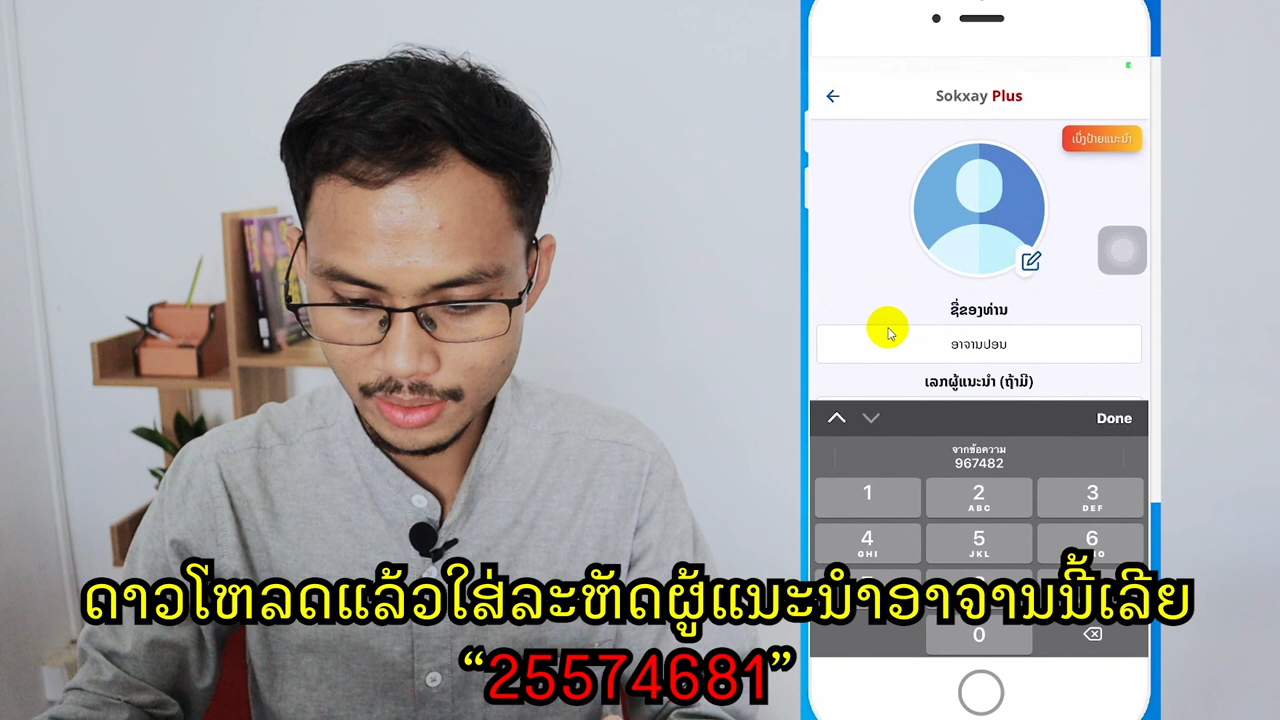 Sokxay Plus
ເບິ່ງປ້າຍແນະນຳ
ຊື່ຂອງທ່ານ
ອາຈານປອນ
ເລກຜູ້ແນະນຳ (ຖ້າມີ)
Done
จากข้อความ
967482
1
2
ABC
3
DEF
4
GHI
5
JKL
6
0
ດາວໂຫລດແລ້ວໃສ່ລະຫັດຜູ້ແນະນຳອາຈານນີ້ເລີຍ
“25574681”